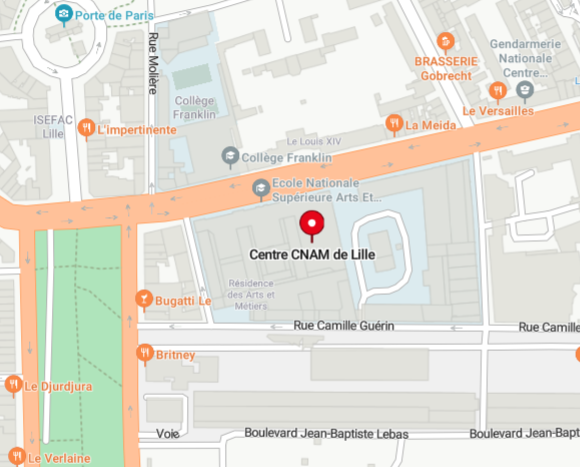 Porte de Paris
Rue Molière
BRASSERIE
Gobrecht
Gendarmerie
Nationale
Centre...
Collège
Franklin
ISEFAC
Lille
L'impertinente
Le Versailles
La Meida
Le Louis XIV
Collège Franklin
Ecole Nationale
Supérieure Arts Et...
Centre CNAM de Lille
Résidence
des Arts et
Métiers
Bugatti Le
Rue Camille Guérin
Rue Camille
Britney
Le Djurdjura
Voie
Boulevard Jean-Baptiste Lebas
Boulevard Jean-Bapt
Le Verlaine